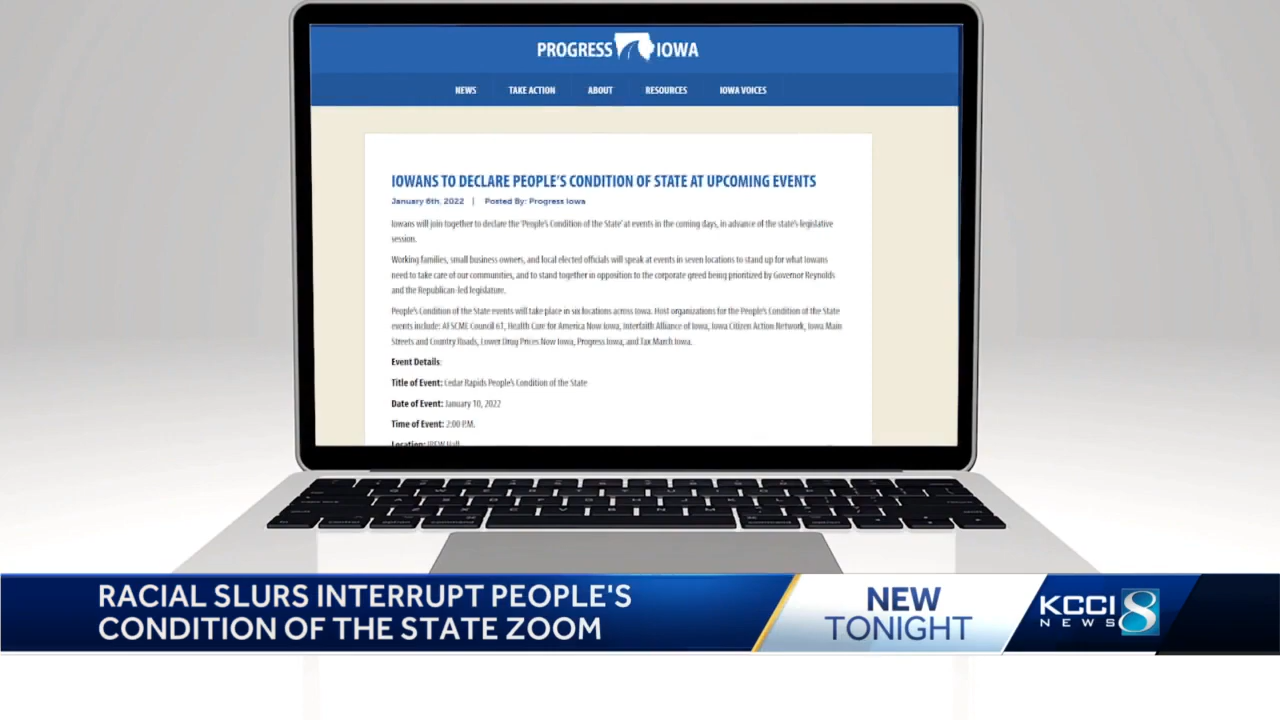 PROGRESS IOWA
NEWS TAKE ACTION ABOUT RESOURCES IOWA VOICES
IOWANS TO DECLARE PEOPLE'S CONDITION OF STATE AT UPCOMING EVENTS
January 6th, 2022 | Posted By: Progress Iowa
Iowans will join together to declare the 'People's Condition of the State' at events in the coming days, in advance of the state's legislative
session.
Working families, small business owners, and local elected officials will speak at events in seven locations to stand up for what Iowans
need to take care of our communities, and to stand together in opposition to the corporate greed being prioritized by Governor Reynolds
and the Republican-led legislature.
People's Condition of the State events will take place in six locations across Iowa. Host organizations for the People's Condition of the State
events include: AFSCME Council 61, Health Care for America Now Iowa, Interfaith Alliance of Iowa, Iowa Citizen Action Network, Iowa Main
Streets and Country Roads, Lower Drug Prices Now Iowa, Progress Iowa, and Tax March Iowa.
Event Details:
Title of Event: Cedar Rapids People's Condition of the State
Date of Event: January 10, 2022
Time of Event: 2:00 P.M.
Location: IBEW Hall
RACIAL SLURS INTERRUPT PEOPLE'S
CONDITION OF THE STATE ZOOM
NEW
TONIGHT
KCCI 8
NEWS